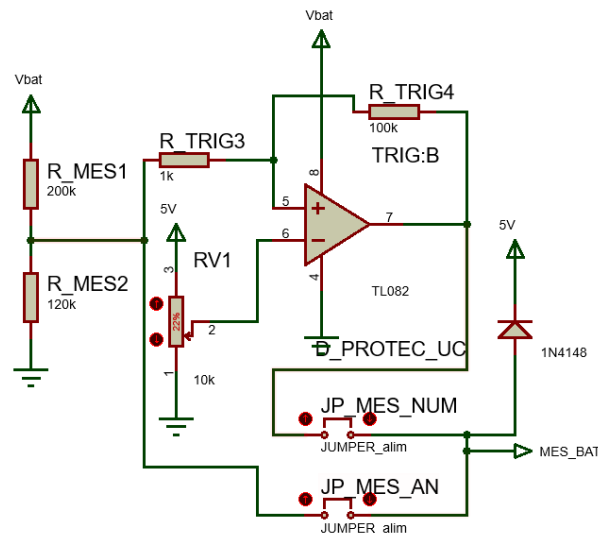 Vbat
Vbat
R_TRIG4
100k
TRIG:B
R_TRIG3
1k
R_MES1
200k
8
5
6
7
4
TL082
5V
3
RV1
22%
2
1
10k
R_MES2
120k
5V
1N4148
D_PROTEC_UC
JP_MES_NUM
JUMPER_alim
MES_BAT
JP_MES_AN
JUMPER_alim